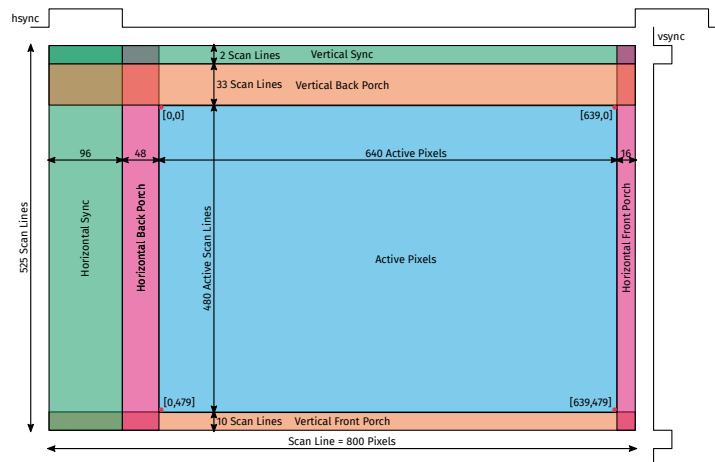 hsync
vsync
2 Scan Lines
Vertical Sync
33 Scan Lines
Vertical Back Porch
[0,0]
[639,0]
96
48
640 Active Pixels
16
525 Scan Lines
Horizontal Sync
Horizontal Back Porch
480 Active Scan Lines
Active Pixels
Horizontal Front Porch
[0,479]
[639,479]
10 Scan Lines
Vertical Front Porch
Scan Line = 800 Pixels